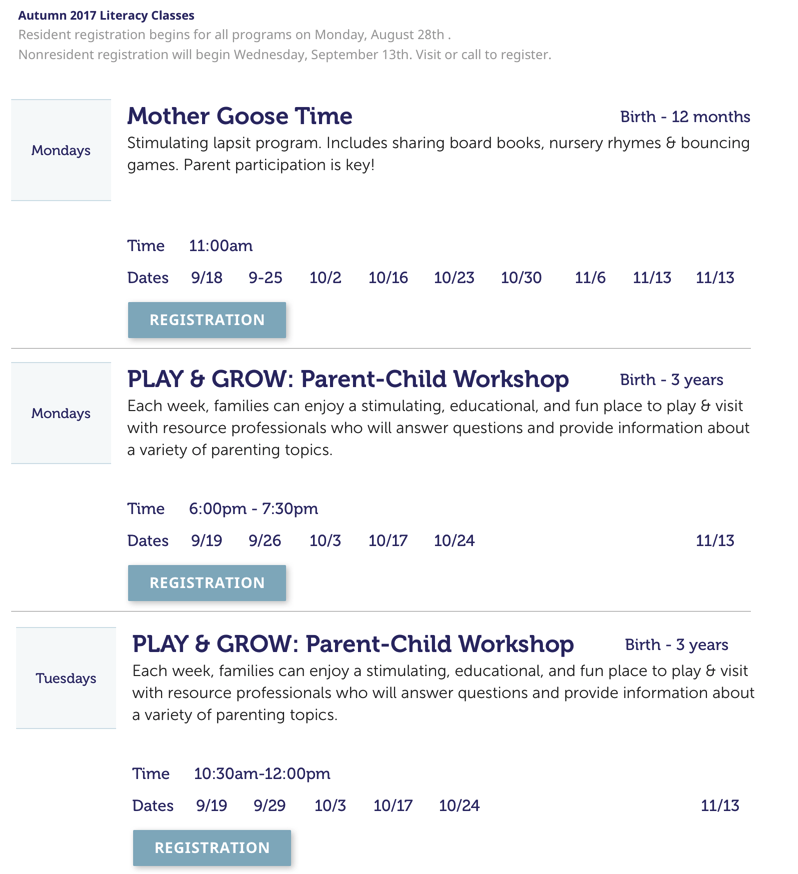 Autumn 2017 Literacy Classes
Resident registration begins for all programs on Monday, August 28th .
Nonresident registration will begin Wednesday, September 13th. Visit or call to register.
Mother Goose Time Birth - 12 months
Mondays
Stimulating lapsit program. Includes sharing board books, nursery rhymes & bouncing
games. Parent participation is key!
Time 11:00am
Dates 9/18 9-25 10/2 10/16 10/23 10/30 11/6 11/13 11/13
REGISTRATION
PLAY & GROW: Parent-Child Workshop Birth - 3 years
Mondays
Each week, families can enjoy a stimulating, educational, and fun place to play & visit
with resource professionals who will answer questions and provide information about
a variety of parenting topics.
Time 6:00pm - 7:30pm
Dates 9/19 9/26 10/3 10/17 10/24 11/13
REGISTRATION
PLAY & GROW: Parent-Child Workshop Birth - 3 years
Tuesdays
Each week, families can enjoy a stimulating, educational, and fun place to play & visit
with resource professionals who will answer questions and provide information about
a variety of parenting topics.
Time 10:30am-12:00pm
Dates 9/19 9/29 10/3 10/17 10/24 11/13
REGISTRATION